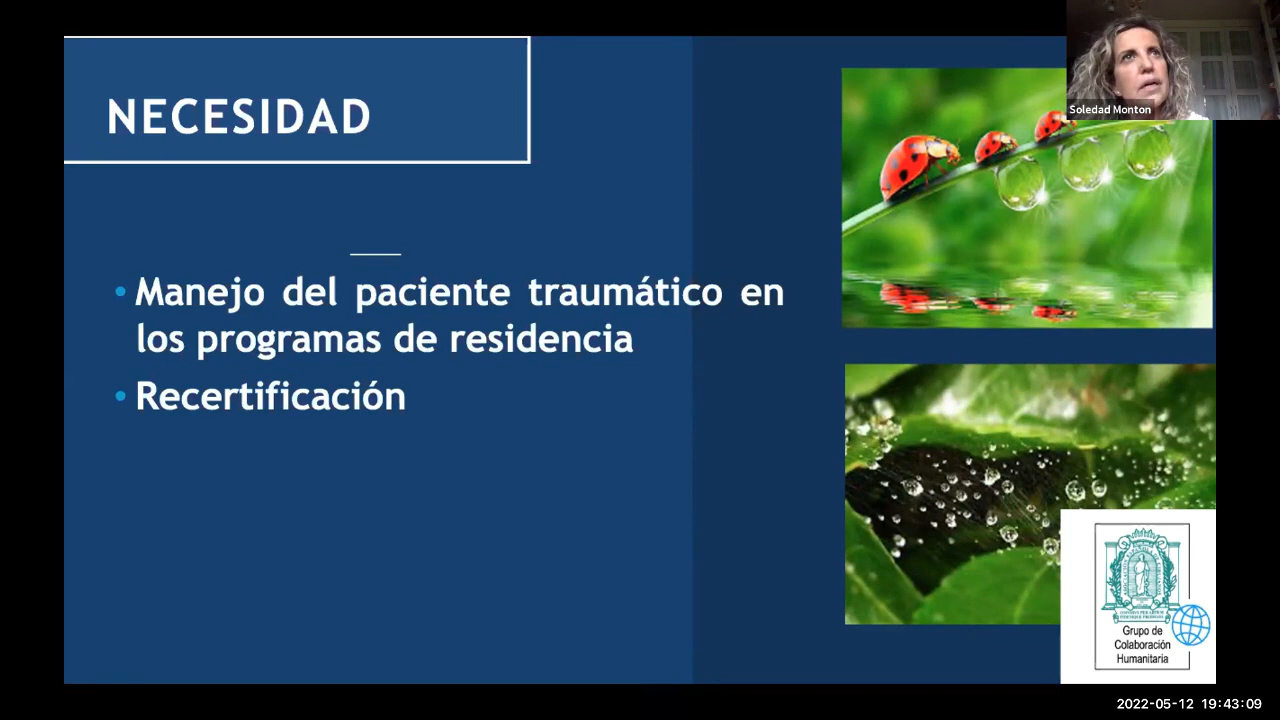 NECESIDAD
Soledad Monton
• Manejo del paciente traumático en
los programas de residencia
• Recertificación
Grupo de
Colaboración
Humanitaria
2022-05-12 19:43:09